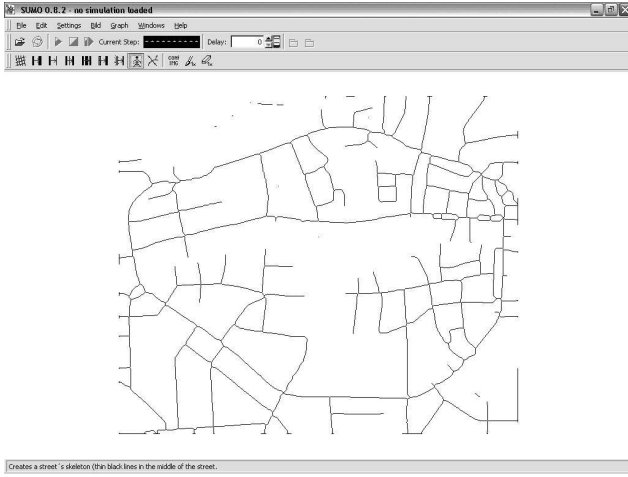 SUMO 0.8.2 - no simulation loaded
File Edit Settings Bild Graph Windows Help
Current Step: Delay: 0
Creates a street´s skeleton (thin black lines in the middle of the street.